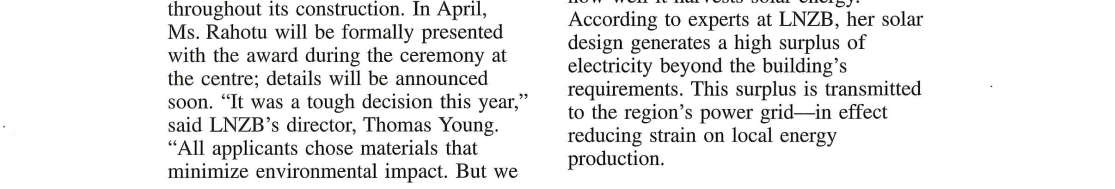 throughout its construction. In April,
Ms. Rahotu will be formally presented
with the award during the ceremony at
the centre; details will be announced
soon. “It was a tough decision this year,”
said LNZB’s director, Thomas Young.
“All applicants chose materials that
minimize environmental impact. But we
how well it harvests solar energy.
According to experts at LNZB, her solar
design generates a high surplus of
electricity beyond the building’s
requirements. This surplus is transmitted
to the region’s power grid—in effect
reducing strain on local energy
production.